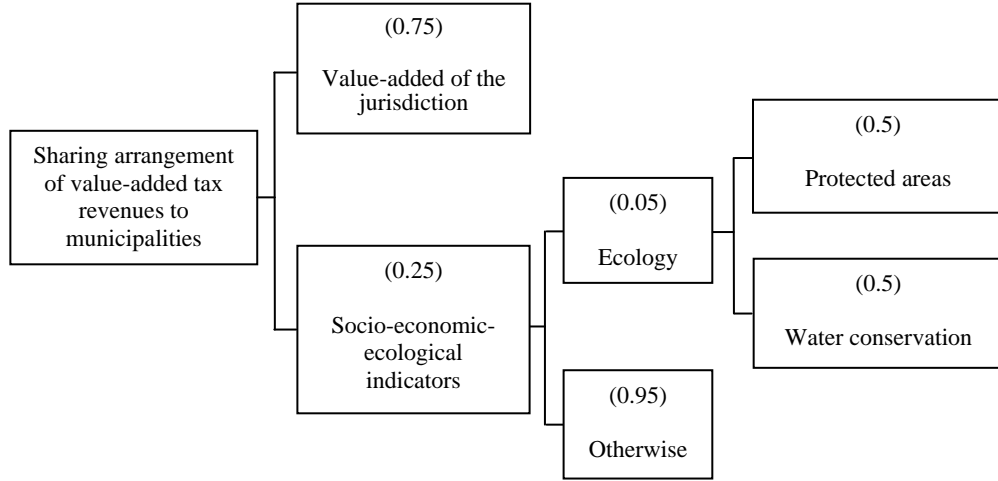 Sharing arrangement
of value-added tax
revenues to
municipalities
(0.75)
Value-added of the
jurisdiction
(0.25)
Socio-economic-
ecological
indicators
(0.05)
Ecology
(0.95)
Otherwise
(0.5)
Protected areas
(0.5)
Water conservation